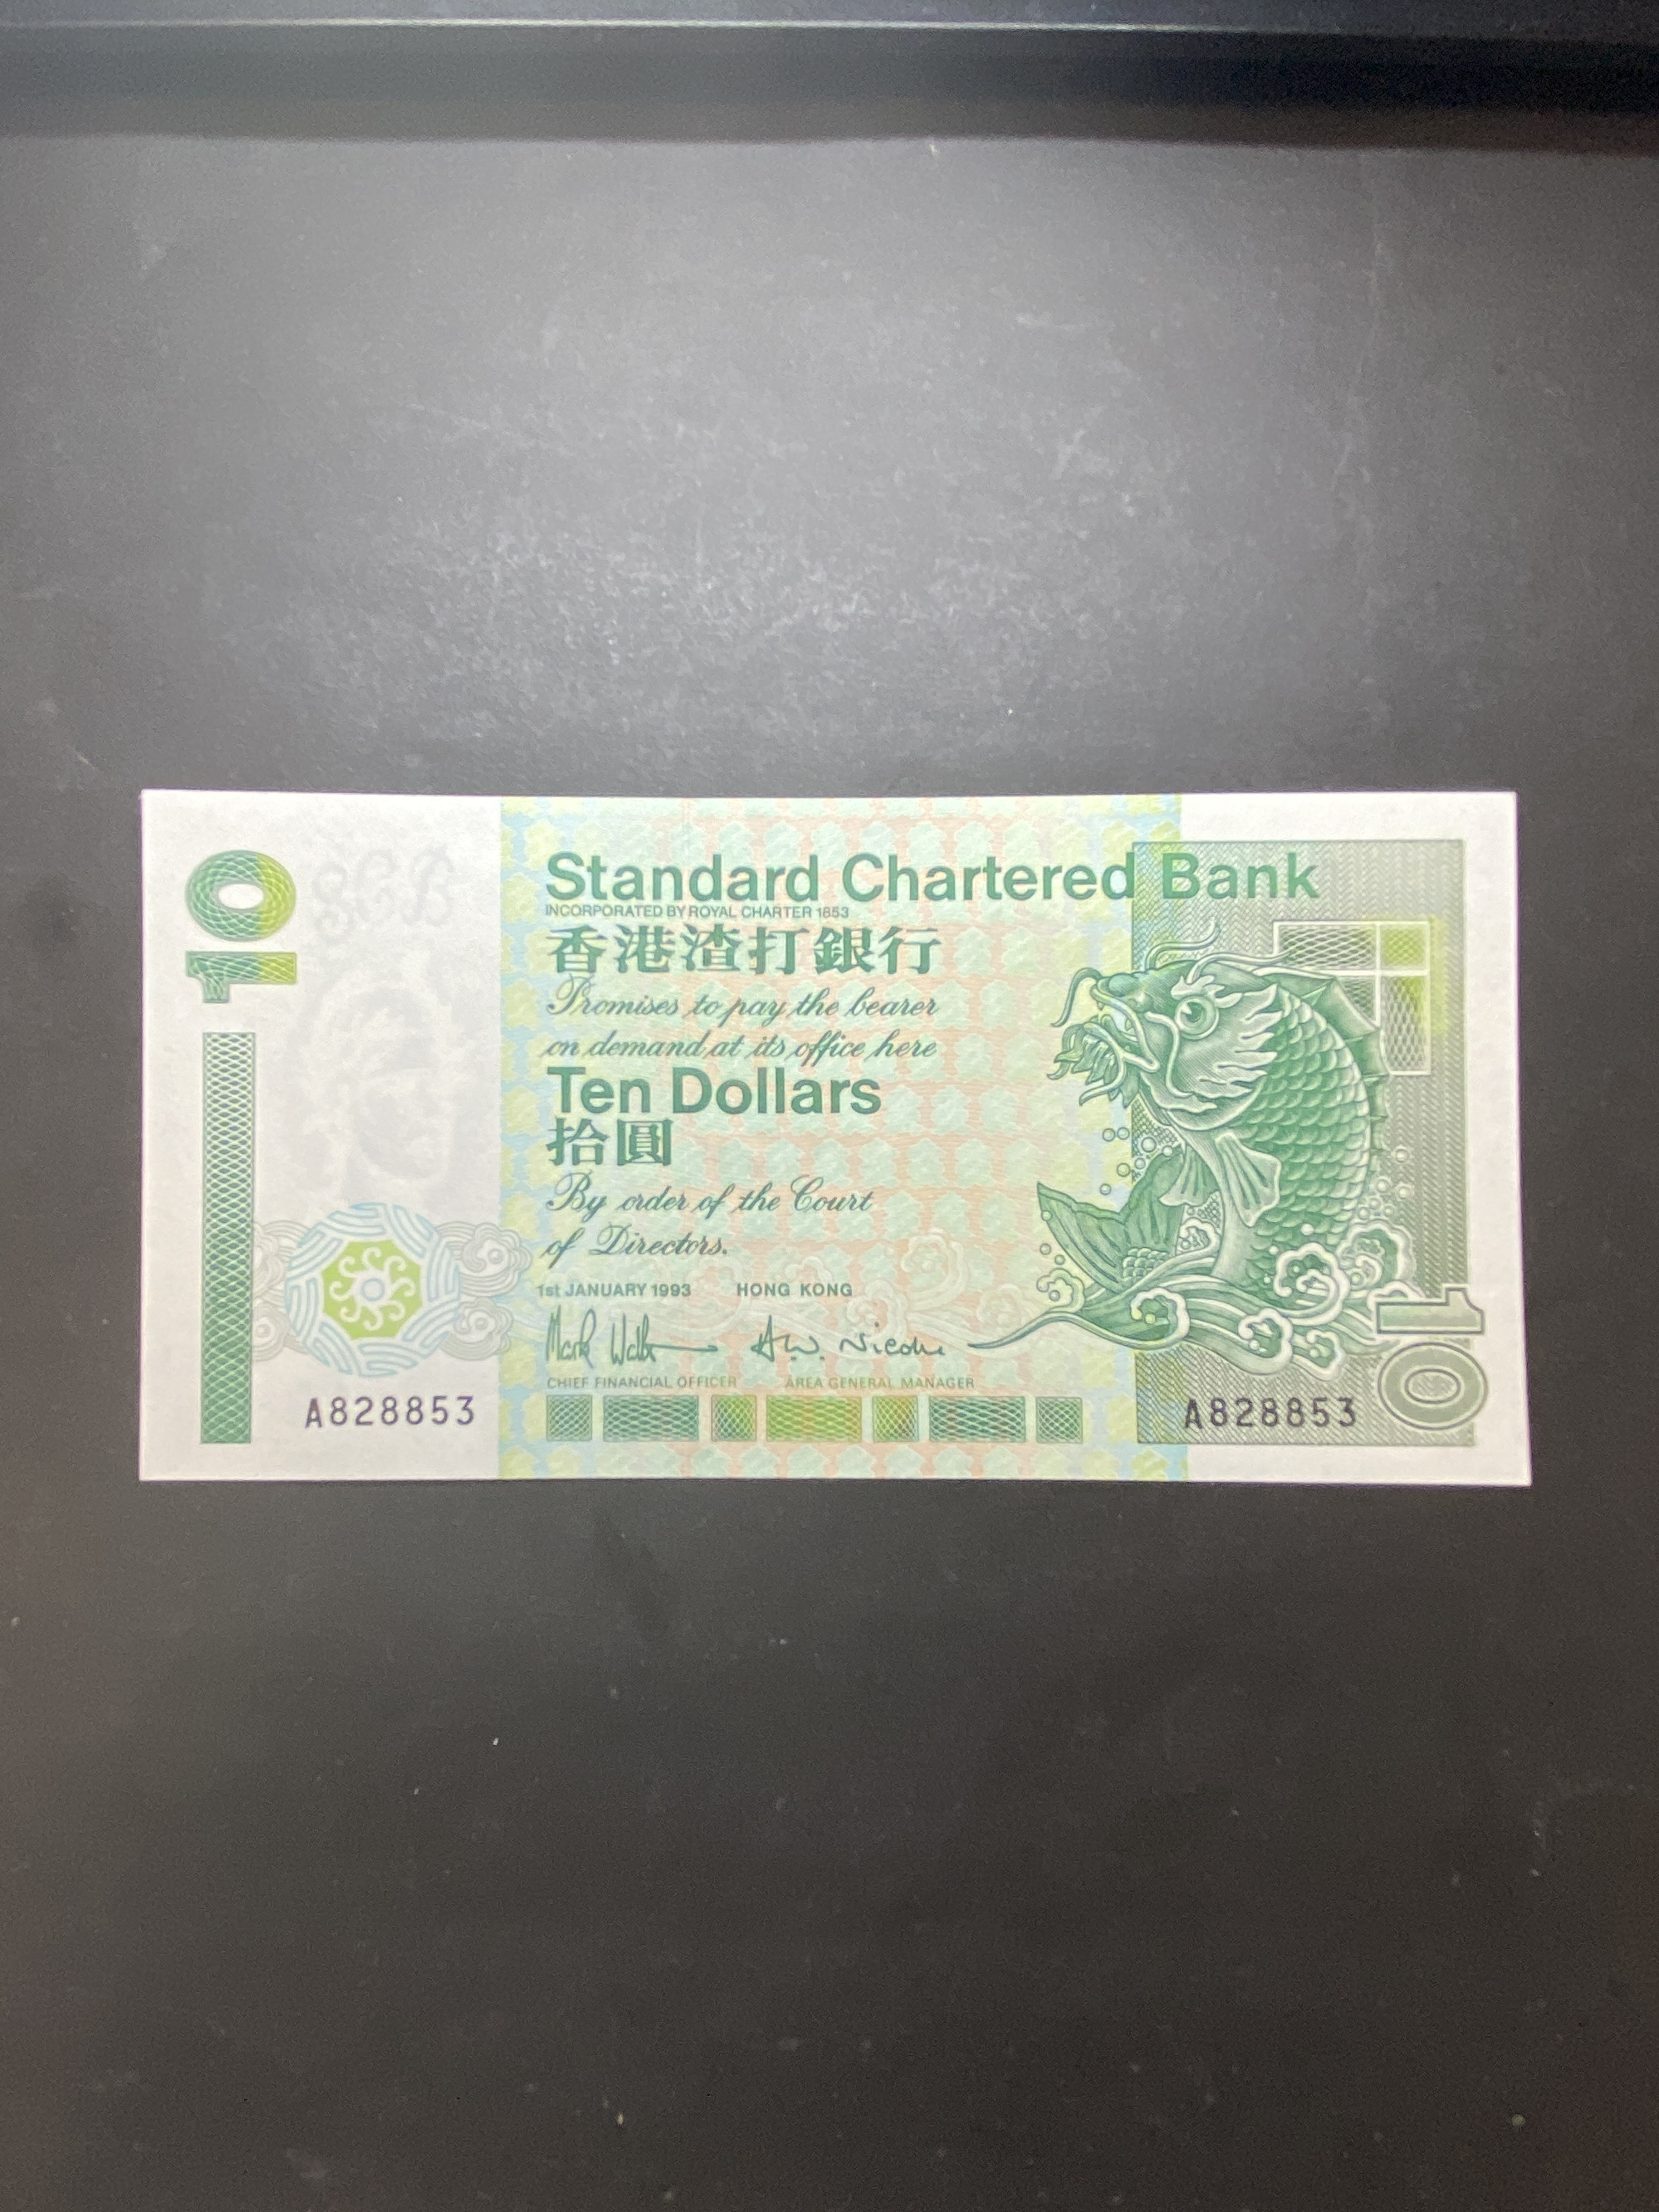 10
Standard Chartered Bank
INCORPORATED BY ROYAL CHARTER 1853
香港渣打銀行
Promises to pay the bearer
on demand at its office here
Ten Dollars
拾圓
By order of the Court
of Directors.
1st JANUARY 1993 HONG KONG
CHIEF FINANCIAL OFFICER AREA GENERAL MANAGER
A828853
A828853
10